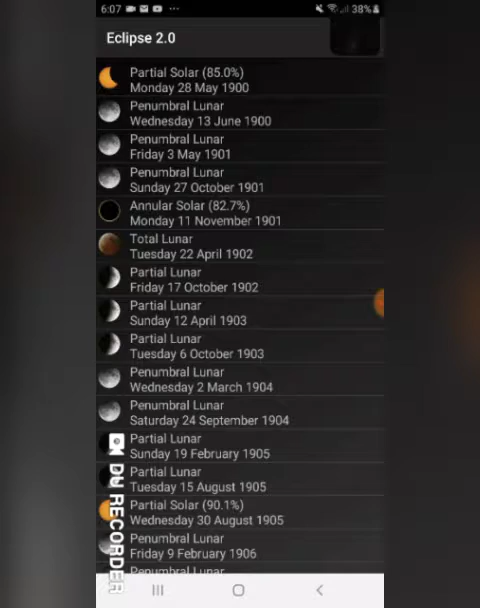 6:07
38%
Eclipse 2.0
Partial Solar (85.0%)
Monday 28 May 1900
Penumbral Lunar
Wednesday 13 June 1900
Penumbral Lunar
Friday 3 May 1901
Penumbral Lunar
Sunday 27 October 1901
Annular Solar (82.7%)
Monday 11 November 1901
Total Lunar
Tuesday 22 April 1902
Partial Lunar
Friday 17 October 1902
Partial Lunar
Sunday 12 April 1903
Partial Lunar
Tuesday 6 October 1903
Penumbral Lunar
Wednesday 2 March 1904
Penumbral Lunar
Saturday 24 September 1904
Partial Lunar
Sunday 19 February 1905
Partial Lunar
Tuesday 15 August 1905
Partial Solar (90.1%)
Wednesday 30 August 1905
Penumbral Lunar
Friday 9 February 1906
Penumbral Lunar
DU RECORDER